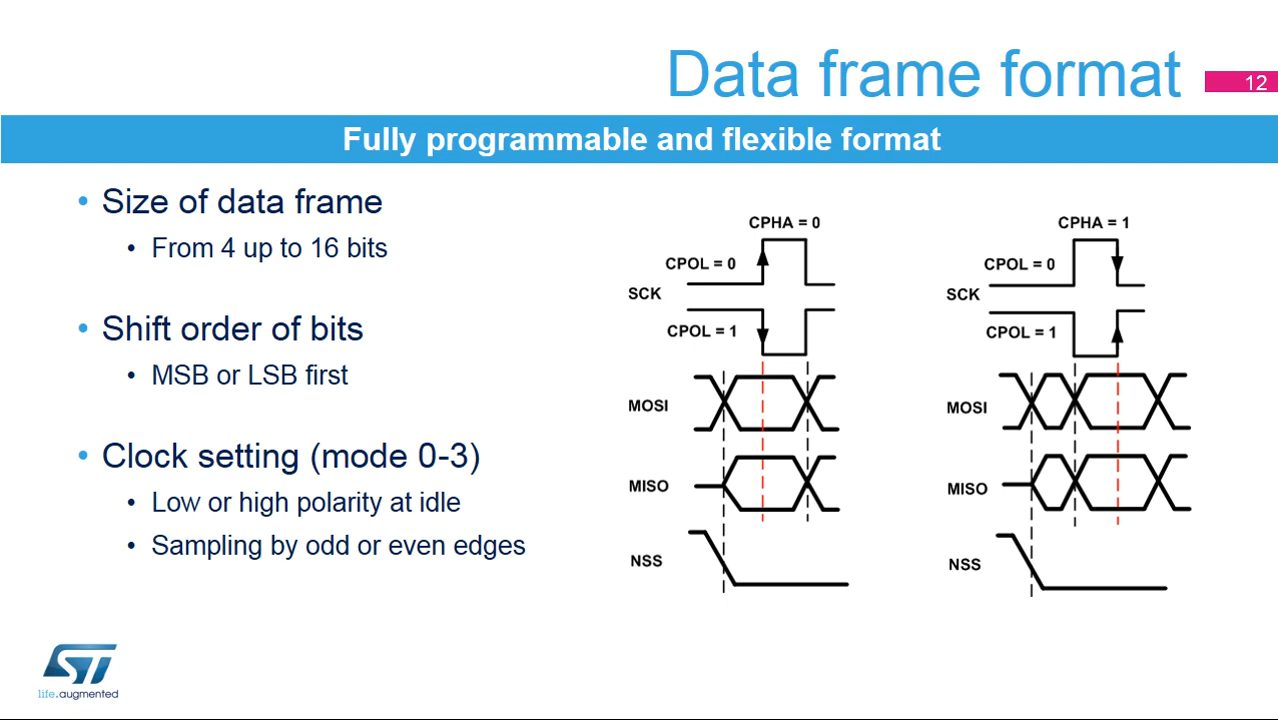 Data frame format
12
Fully programmable and flexible format
• Size of data frame
• From 4 up to 16 bits
• Shift order of bits
• MSB or LSB first
• Clock setting (mode 0-3)
• Low or high polarity at idle
• Sampling by odd or even edges
CPHA = 0
CPOL = 0
SCK
CPOL = 1
MOSI
MISO
NSS
CPHA = 1
CPOL = 0
SCK
CPOL = 1
MOSI
MISO
NSS
ST
life.augmented